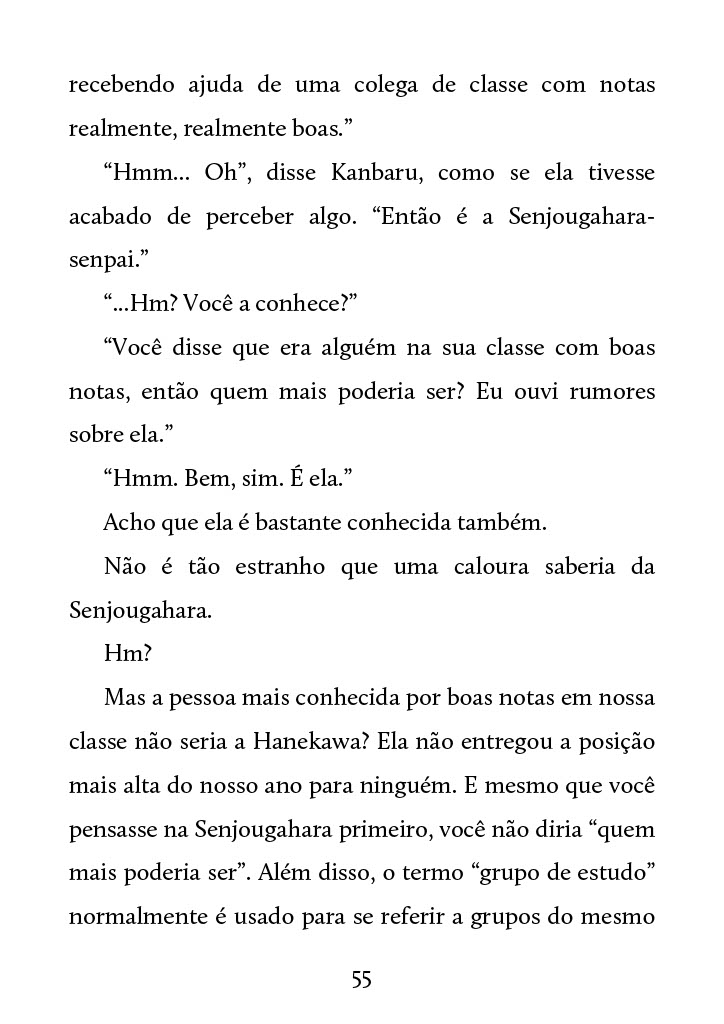 recebendo ajuda de uma colega de classe com notas
realmente, realmente boas.”
“Hmm... Oh”, disse Kanbaru, como se ela tivesse
acabado de perceber algo. “Então é a Senjougahara-
senpai.”
“...Hm? Você a conhece?”
“Você disse que era alguém na sua classe com boas
notas, então quem mais poderia ser? Eu ouvi rumores
sobre ela.”
“Hmm. Bem, sim. É ela.”
Acho que ela é bastante conhecida também.
Não é tão estranho que uma caloura saberia da
Senjougahara.
Hm?
Mas a pessoa mais conhecida por boas notas em nossa
classe não seria a Hanekawa? Ela não entregou a posição
mais alta do nosso ano para ninguém. E mesmo que você
pensasse na Senjougahara primeiro, você não diria “quem
mais poderia ser”. Além disso, o termo “grupo de estudo”
normalmente é usado para se referir a grupos do mesmo
55